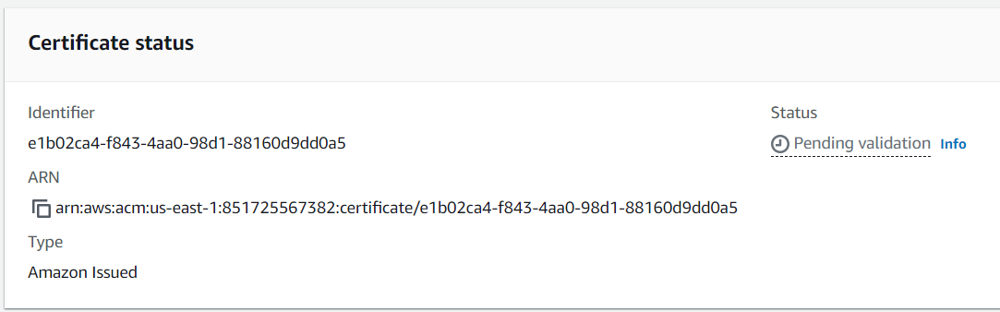 Certificate status
Identifier
e1b02ca4-f843-4aa0-98d1-88160d9dd0a5
ARN
arn:aws:acm:us-east-1:851725567382:certificate/e1b02ca4-f843-4aa0-98d1-88160d9dd0a5
Type
Amazon Issued
Status
Pending validation Info